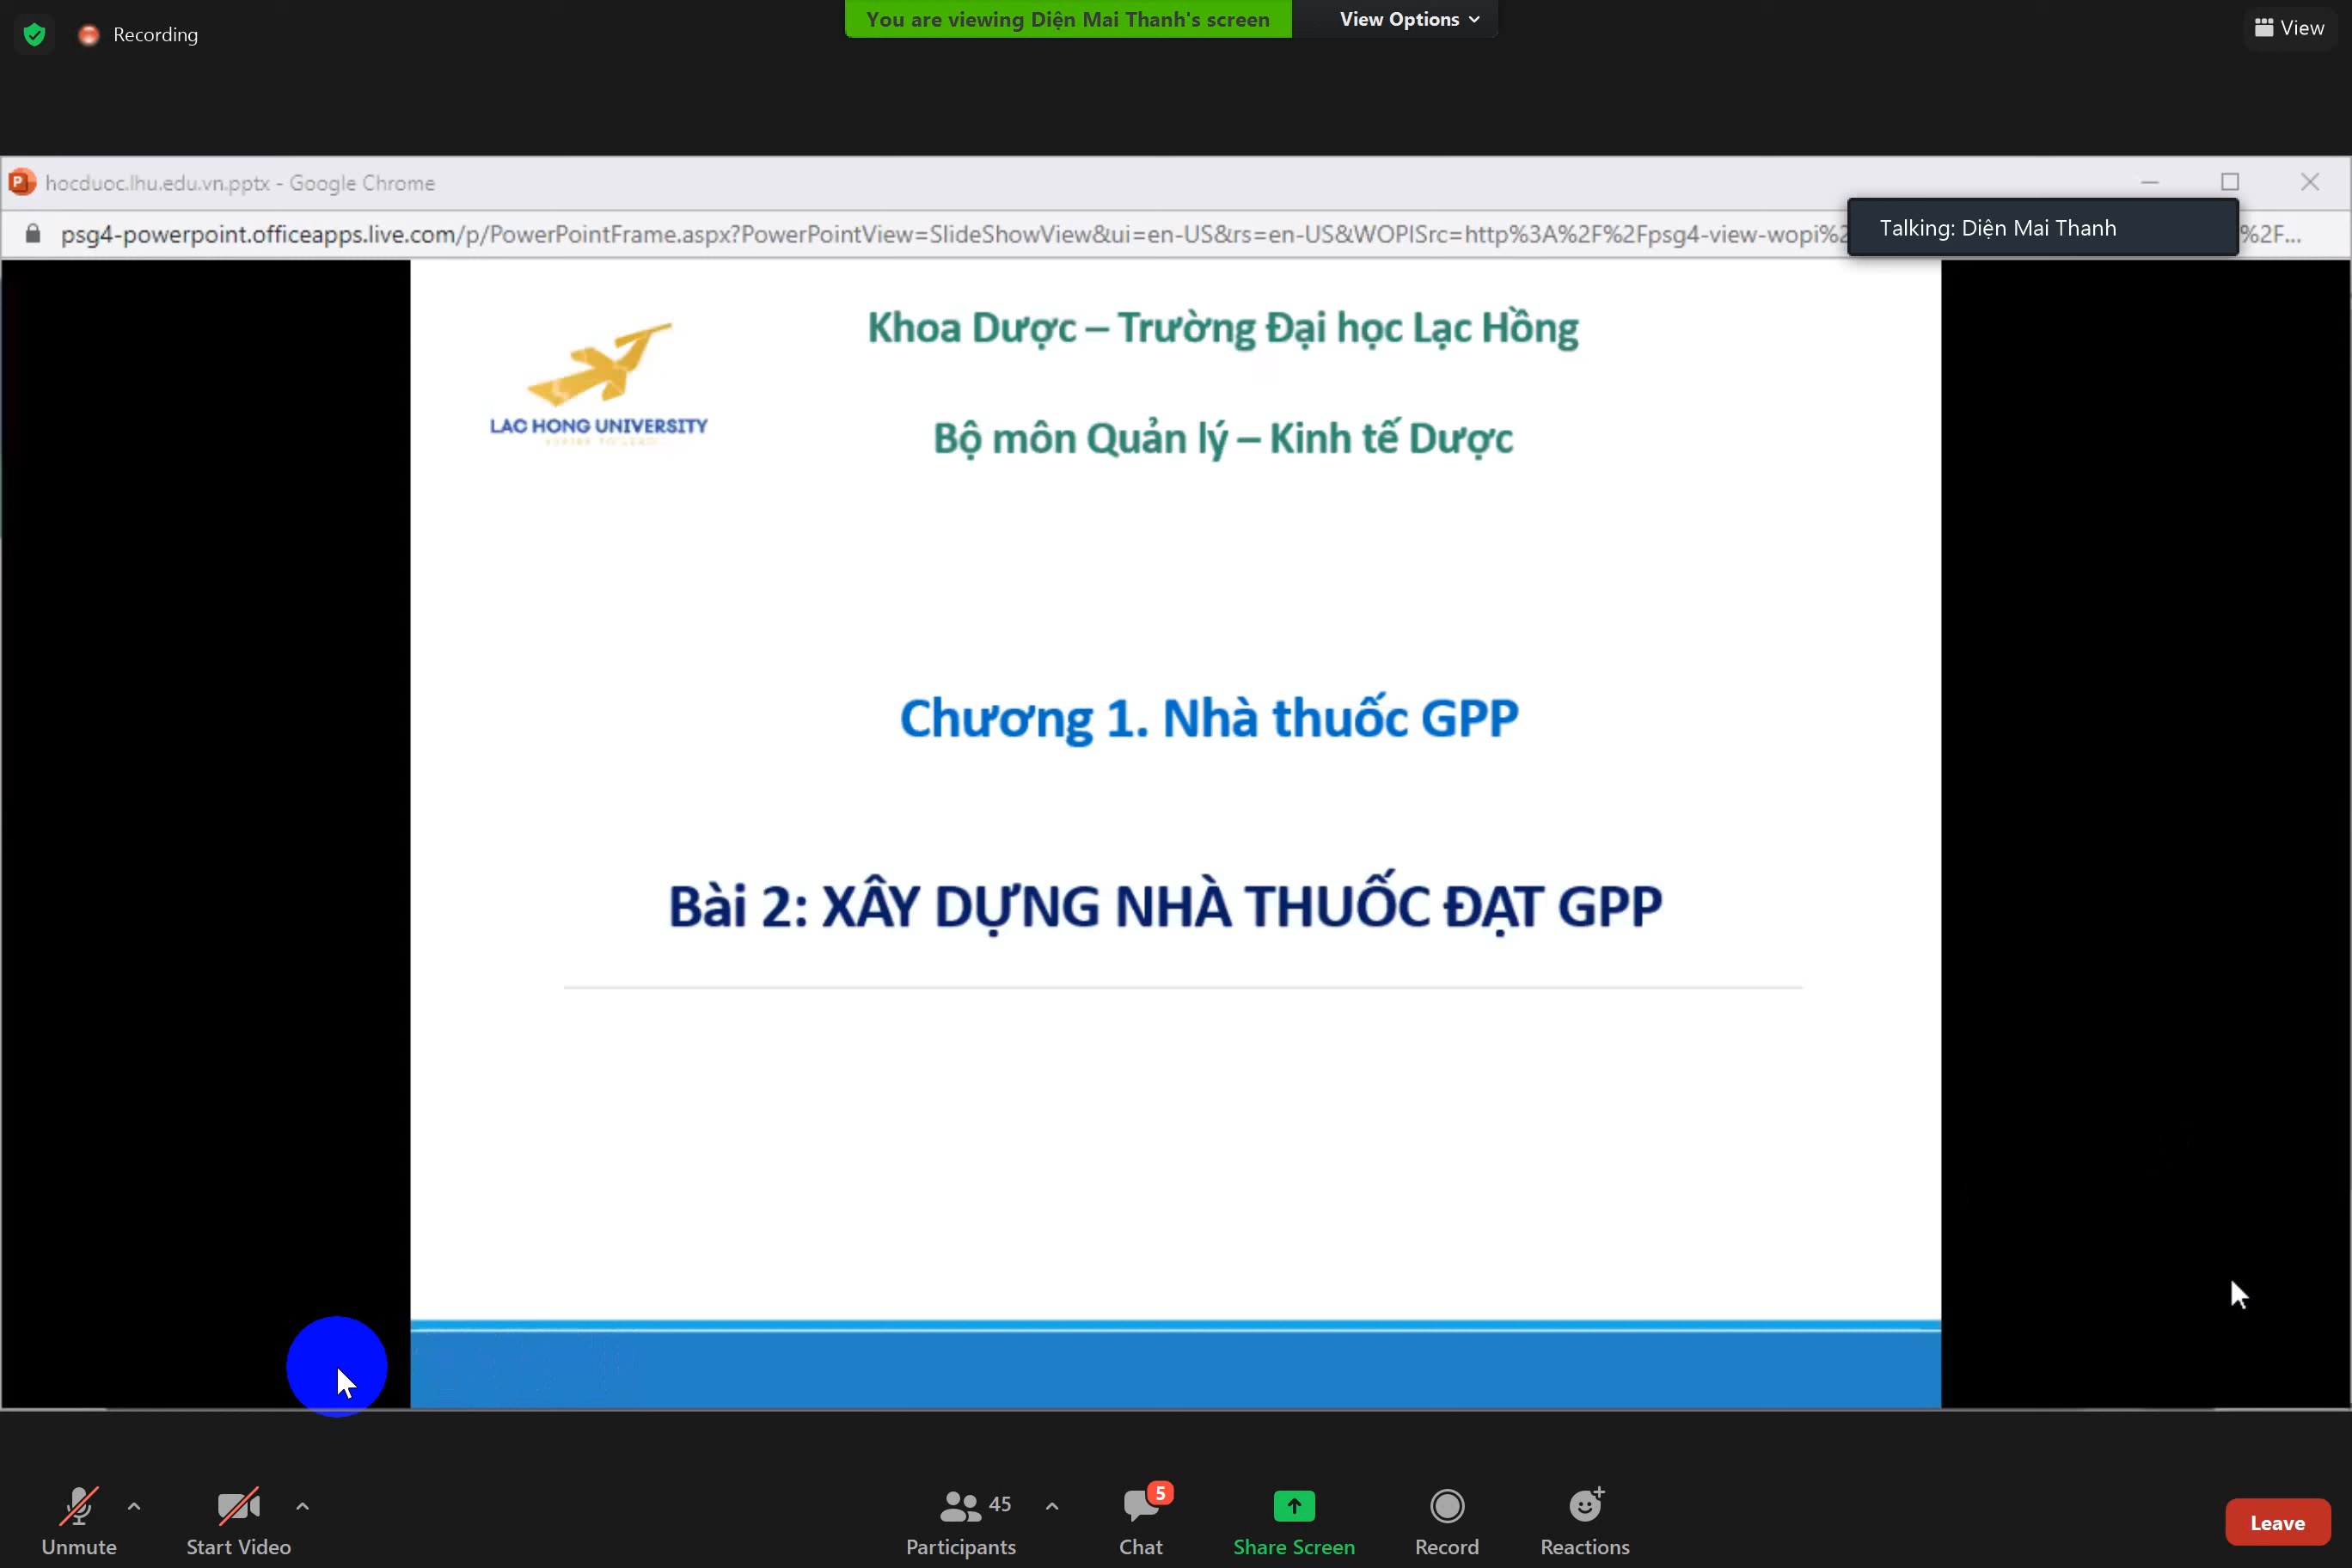 Recording
You are viewing Diện Mai Thanh's screen
View Options
View
hocduoc.lhu.edu.vn.pptx - Google Chrome
psg4-powerpoint.officeapps.live.com/p/PowerPointFrame.aspx?PowerPointView=SlideShowView&ui=en-US&rs=en-US&WOPISrc=http%3A%2F%2Fpsg4-view-wopi%2
%2F...
Talking: Diện Mai Thanh
LAC HONG UNIVERSITY
Khoa Dược – Trường Đại học Lạc Hồng
Bộ môn Quản lý – Kinh tế Dược
Chương 1. Nhà thuốc GPP
Bài 2: XÂY DỰNG NHÀ THUỐC ĐẠT GPP
Unmute
Start Video
45
Participants
5
Chat
Share Screen
Record
Reactions
Leave